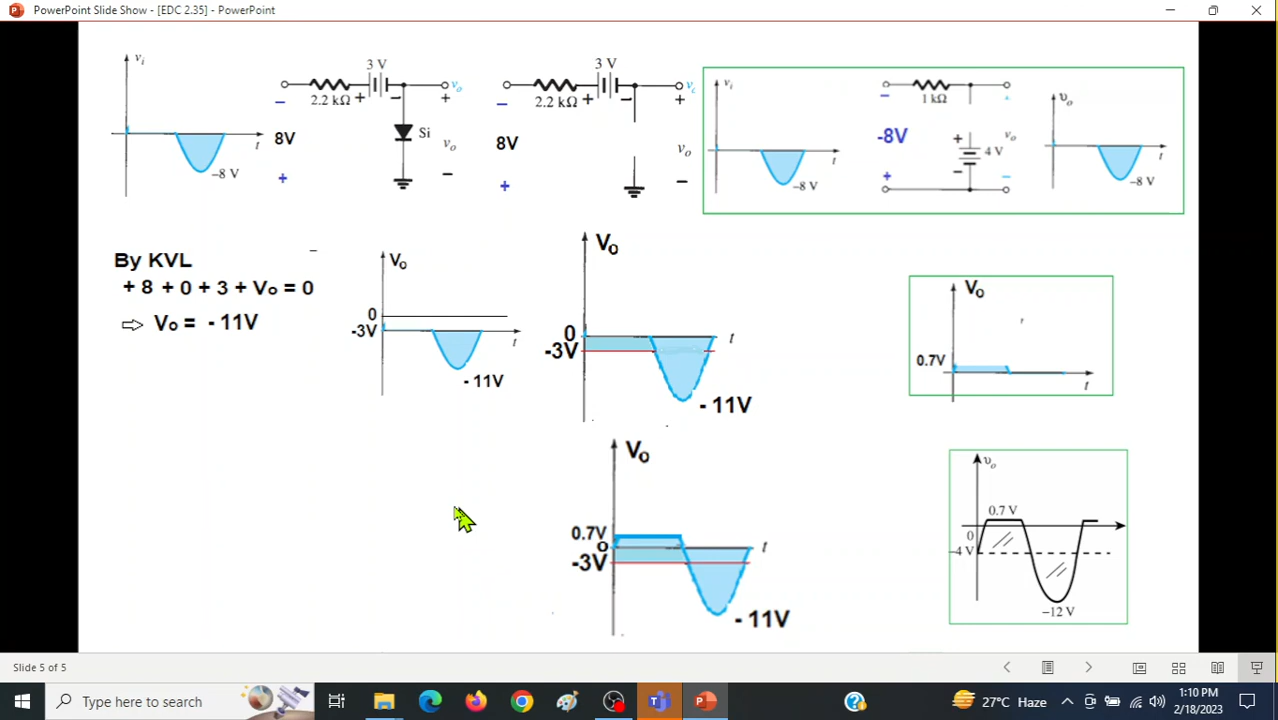 PowerPoint Slide Show - [EDC 2.35] - PowerPoint
vi
t
-8 V
8V
–
+
3 V
2.2 kΩ + –
vo
+
Si
vo
–
3 V
2.2 kΩ + –
–
8V
+
+
vo
–
vi
t
-8 V
–
1 kΩ
-8V
+
+
4 V
–
vo
–
υo
t
-8 V
By KVL
+ 8 + 0 + 3 + Vo = 0
⇨ Vo = - 11V
Vo
0
-3V
t
- 11V
Vo
0
-3V
t
- 11V
Vo
0.7V
t
Vo
0.7V
0
-3V
t
- 11V
υo
0.7 V
0
-4 V
-12 V
Slide 5 of 5
Type here to search
27°C Haze
1:10 PM
2/18/2023